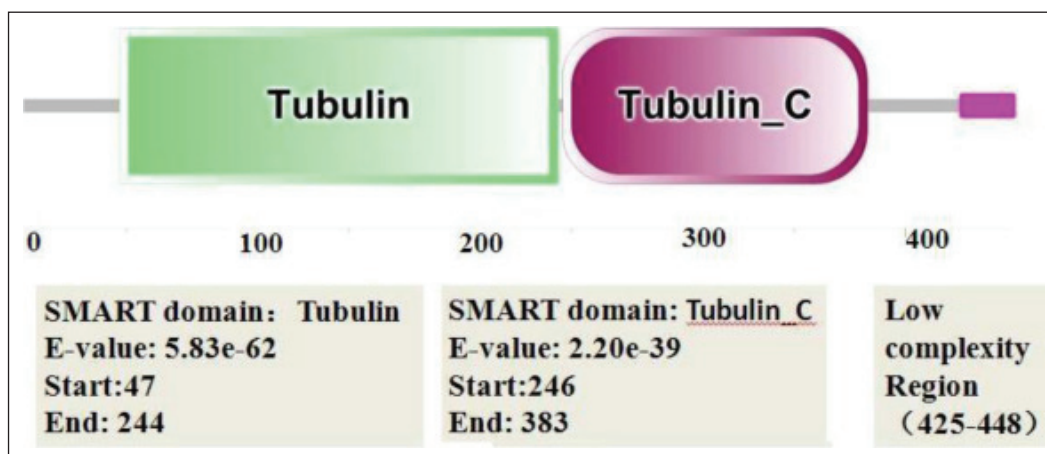 Tubulin Tubulin_C
0 100 200 300 400
SMART domain： Tubulin
E-value: 5.83e-62
Start:47
End: 244
SMART domain: Tubulin_C
E-value: 2.20e-39
Start:246
End: 383
Low
complexity
Region
（425-448）